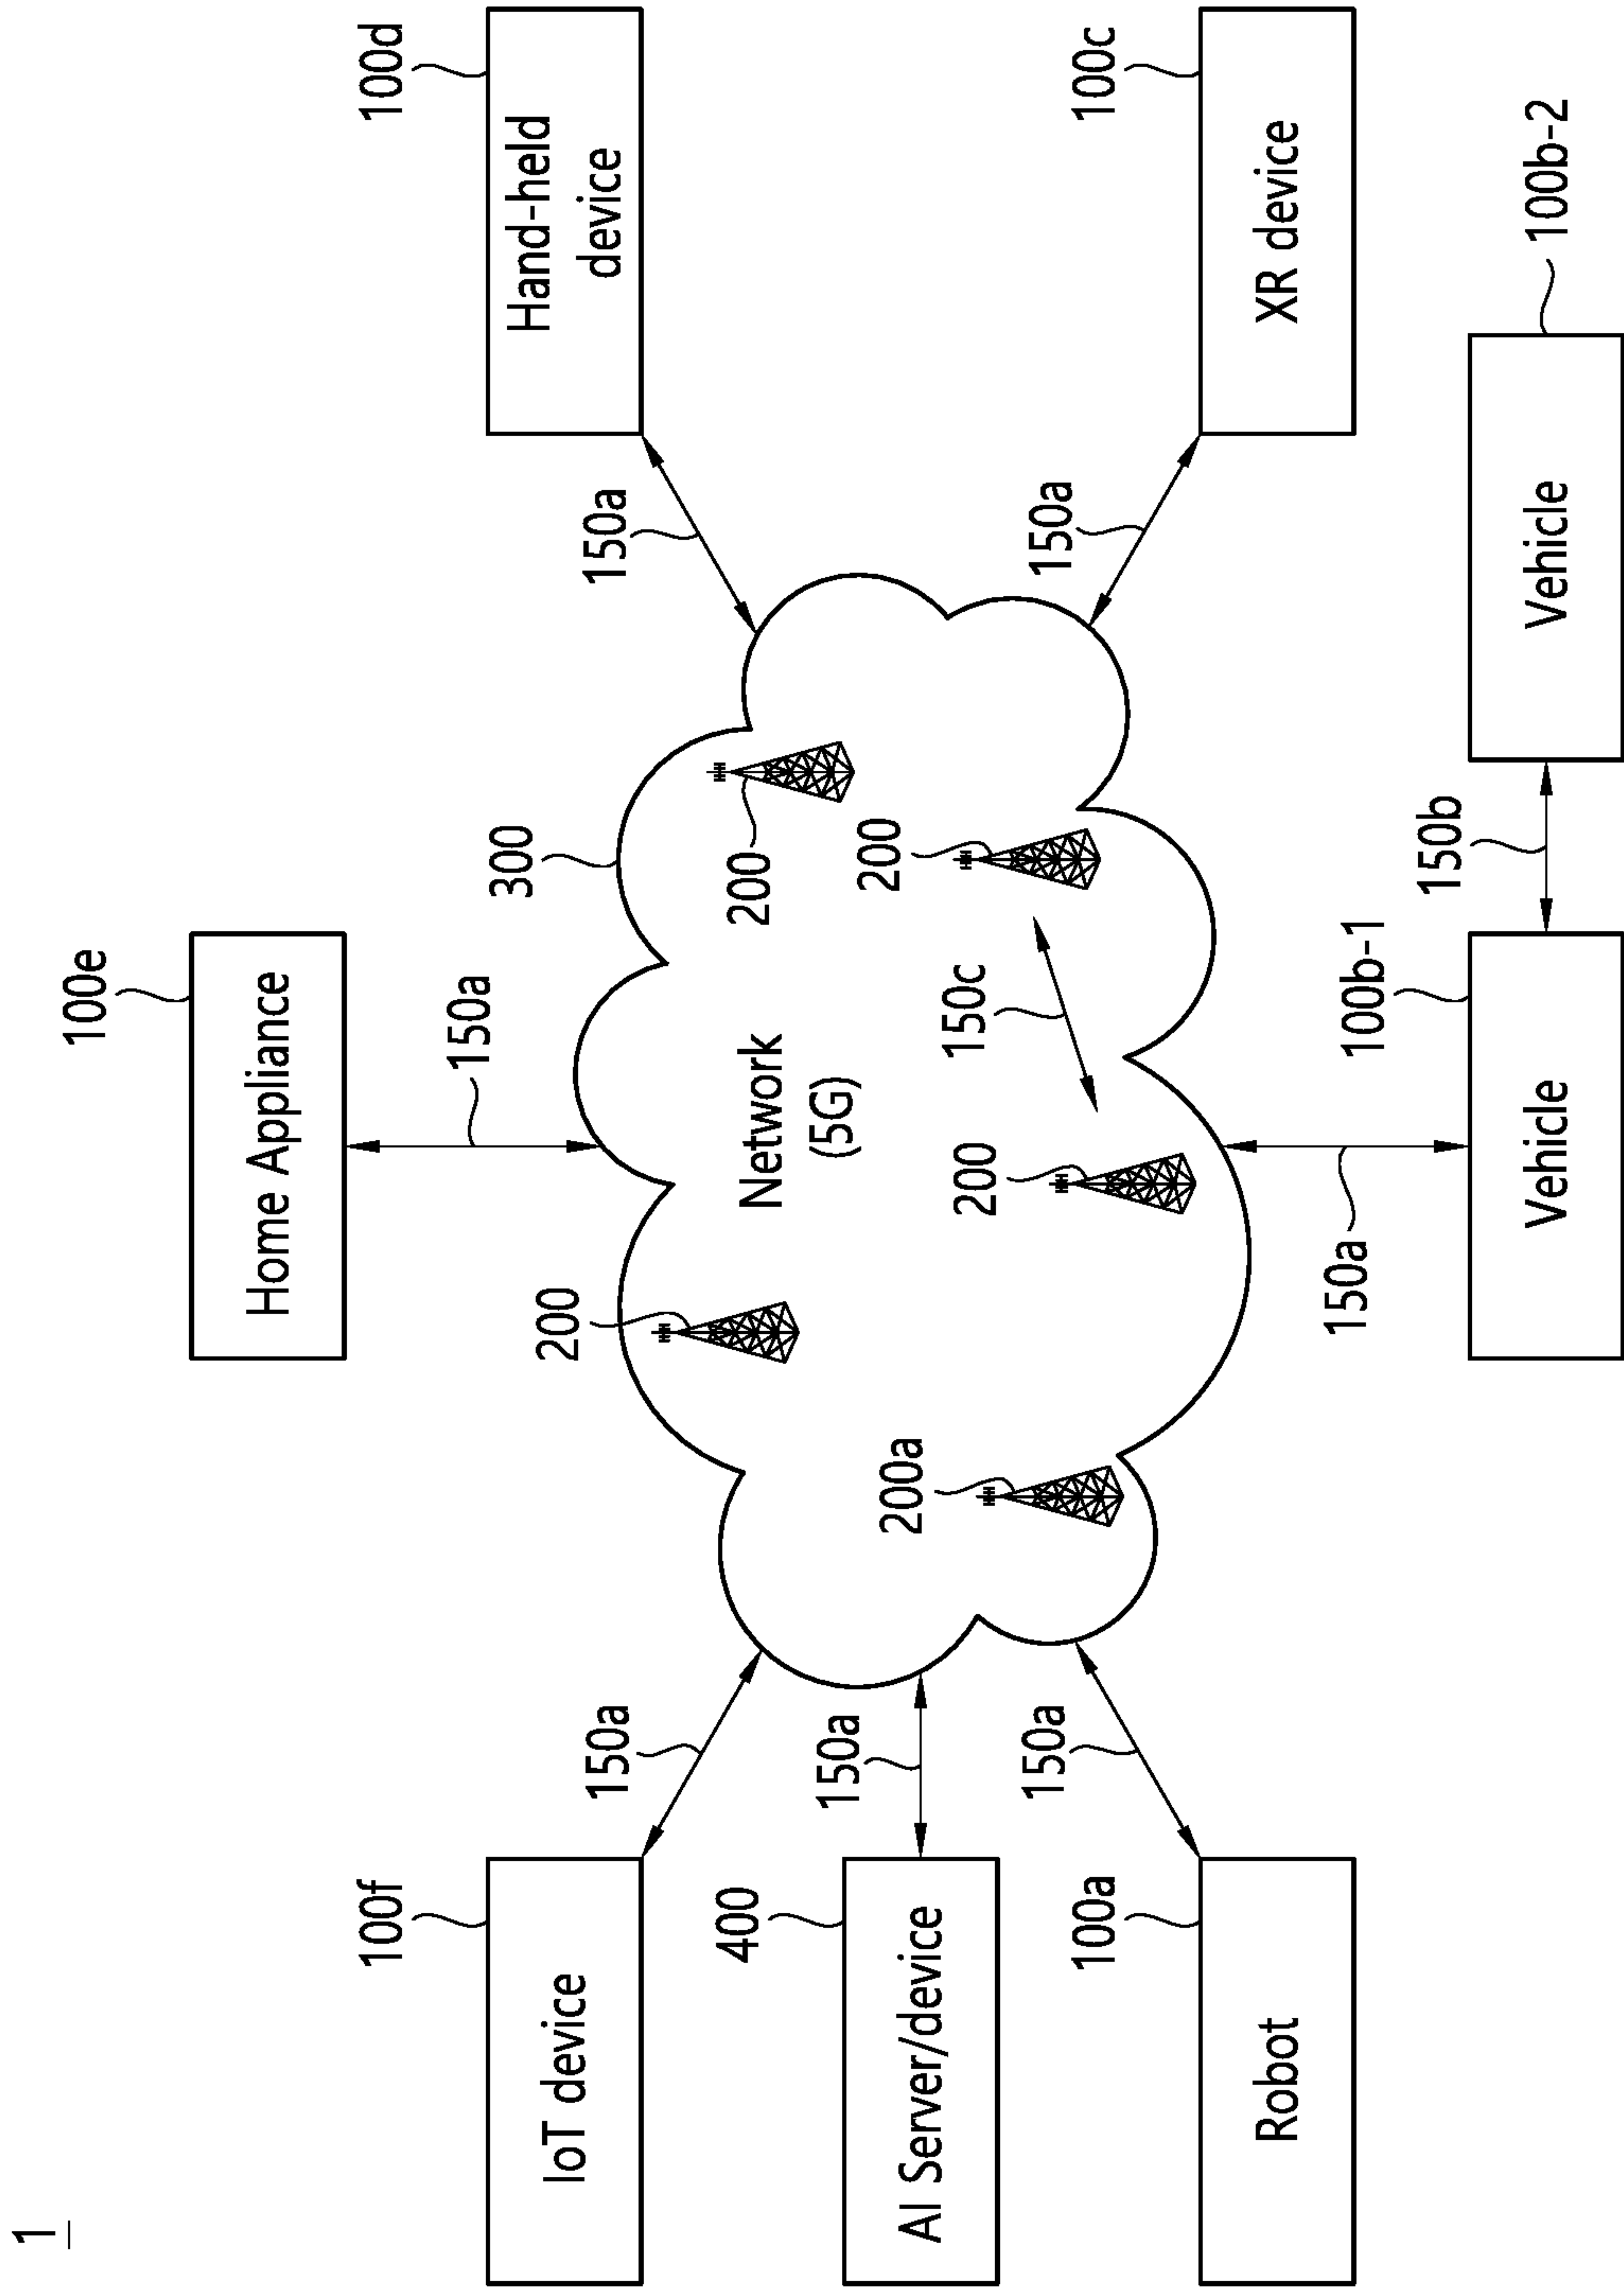 1
100e
Home Appliance
150a
100f
IoT device
150a
300
100d
Hand-held
device
150a
200
Network
(5G)
200
400
AI Server/device
150a
200a
200
150c
200
100a
Robot
150a
150a
100c
XR device
150a
100b-1
Vehicle
150b
Vehicle
100b-2